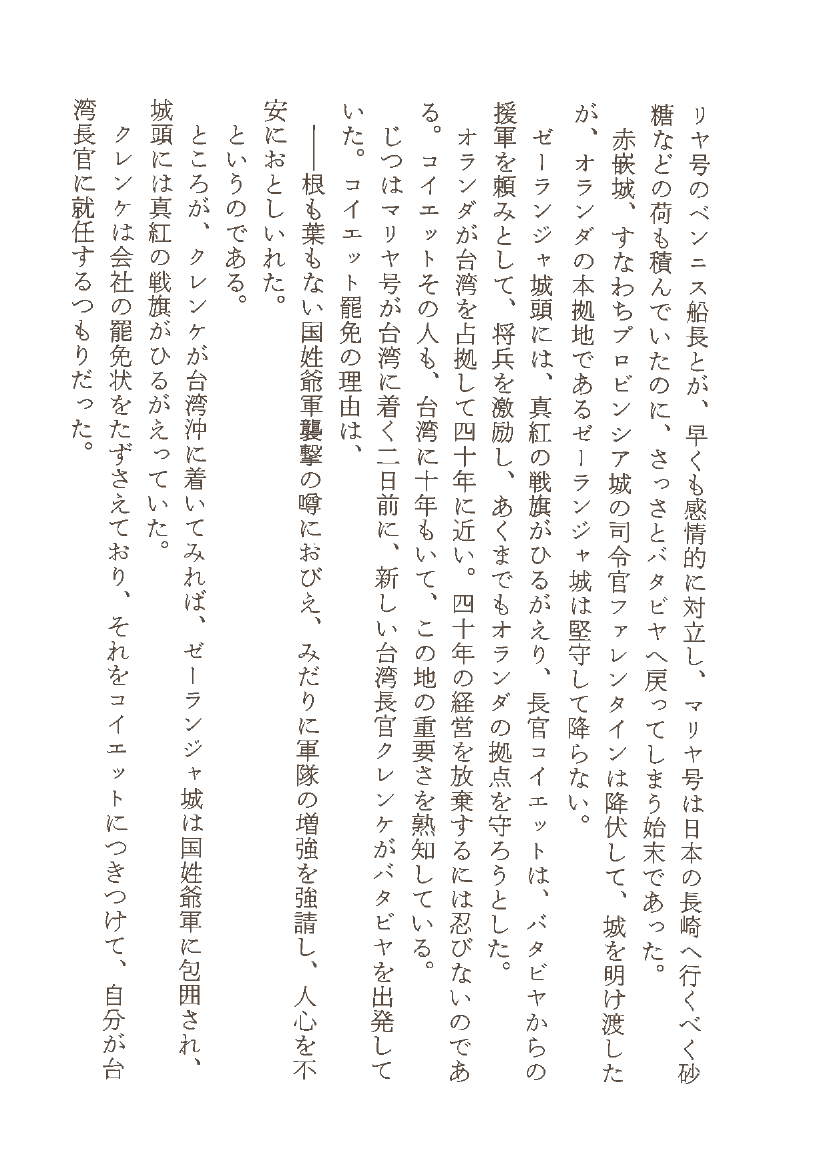 リヤ号のベンニス船長とが、早くも感情的に対立し、マリヤ号は日本の長崎へ行くべく砂
糖などの荷も積んでいたのに、さっさとバタビヤへ戻ってしまう始末であった。
赤嵌城、すなわちプロビンシア城の司令官ファレンタインは降伏して、城を明け渡した
が、オランダの本拠地であるゼーランジャ城は堅守して降らない。
ゼーランジャ城頭には、真紅の戦旗がひるがえり、長官コイエットは、バタビヤからの
援軍を頼みとして、将兵を激励し、あくまでもオランダの拠点を守ろうとした。
オランダが台湾を占拠して四十年に近い。四十年の経営を放棄するには忍びないのであ
る。コイエットその人も、台湾に十年もいて、この地の重要さを熟知している。
じつはマリヤ号が台湾に着く二日前に、新しい台湾長官クレンケがバタビヤを出発して
いた。コイエット罷免の理由は、
――根も葉もない国姓爺軍襲撃の噂におびえ、みだりに軍隊の増強を強請し、人心を不
安におとしいれた。
というのである。
ところが、クレンケが台湾沖に着いてみれば、ゼーランジャ城は国姓爺軍に包囲され、
城頭には真紅の戦旗がひるがえっていた。
クレンケは会社の罷免状をたずさえており、それをコイエットにつきつけて、自分が台
湾長官に就任するつもりだった。